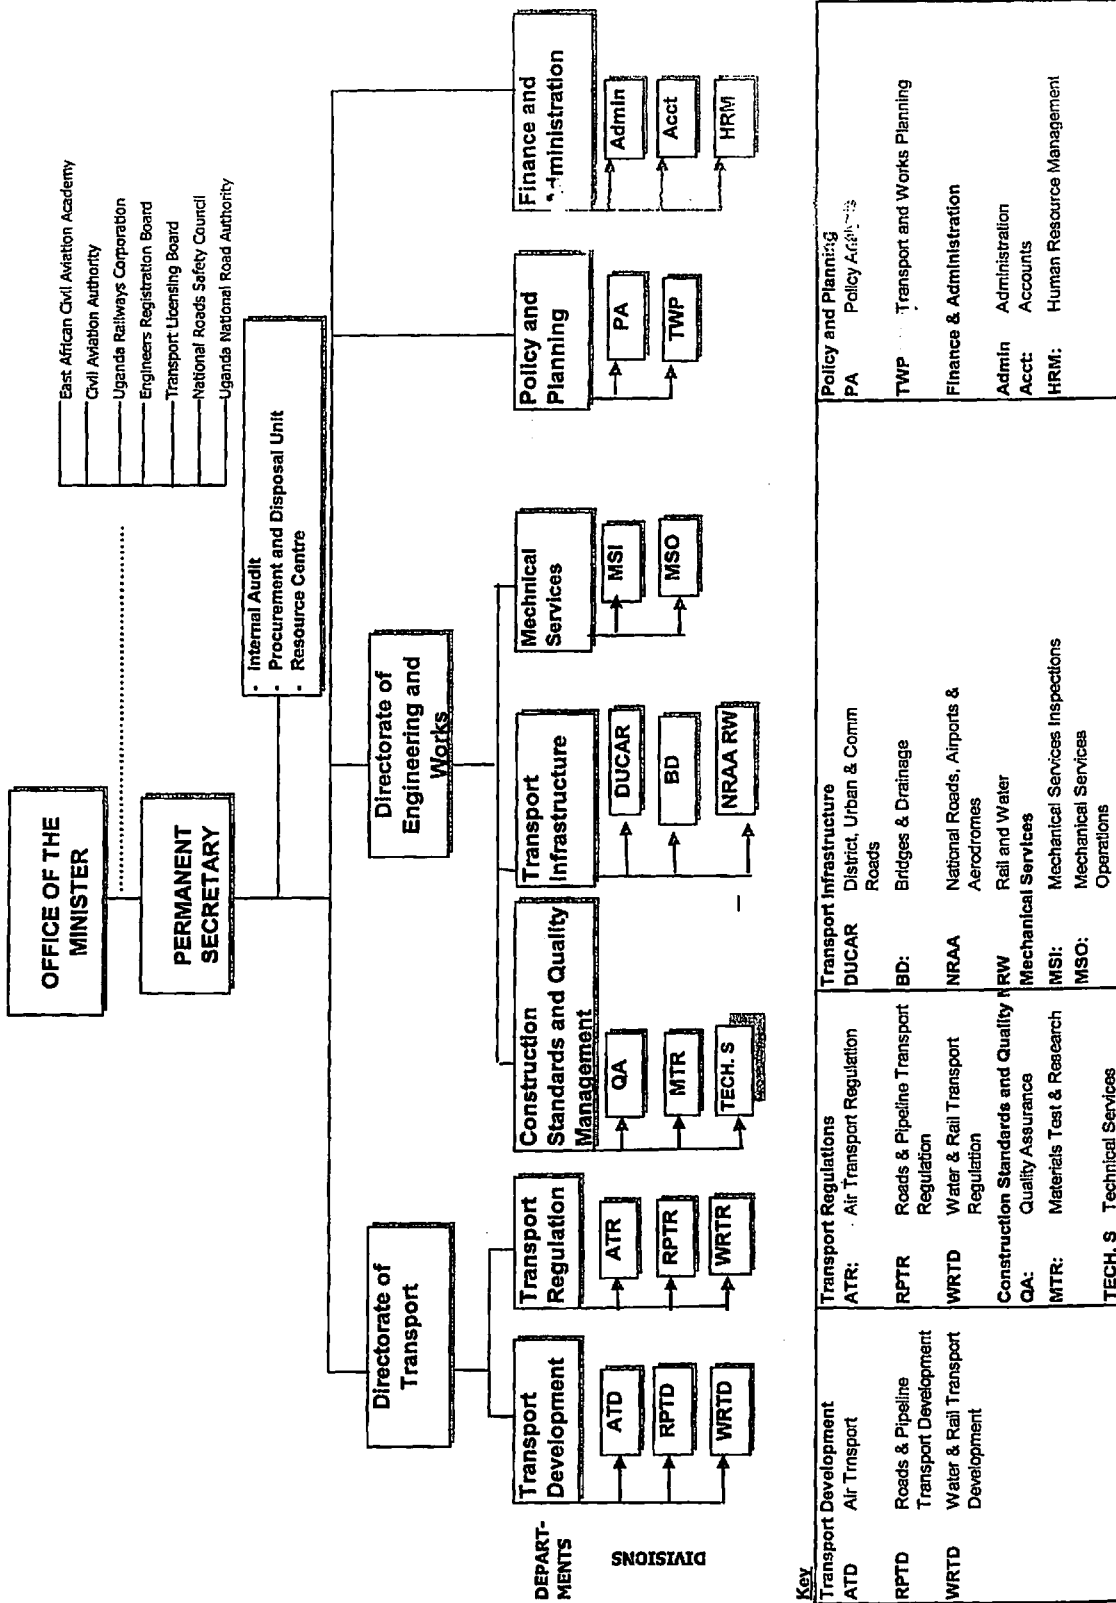 OFFICE OF THE
MINISTER
PERMANENT
SECRETARY
East African Civil Aviation Academy
Civil Aviation Authority
Uganda Railways Corporation
Engineers Registration Board
Transport Licensing Board
National Roads Safety Council
Uganda National Road Authority
- Internal Audit
- Procurement and Disposal Unit
- Resource Centre
Directorate of
Transport
Directorate of
Engineering and
Works
DEPART-
MENTS
Transport
Development
Transport
Regulation
Construction
Standards and Quality
Management
Transport
Infrastructure
Mechnical
Services
Policy and
Planning
Finance and
Administration
DIVISIONS
ATD
RPTD
WRTD
ATR
RPTR
WRTR
QA
MTR
TECH. S
DUCAR
BD
NRAA RW
MSI
MSO
PA
TWP
Admin
Acct
HRM
Key
Transport Development
ATD Air Trnsport
RPTD Roads & Pipeline
Transport Development
WRTD Water & Rail Transport
Development
Transport Regulations
ATR: Air Transport Regulation
RPTR Roads & Pipeline Transport
Regulation
WRTD Water & Rail Transport
Regulation
Construction Standards and Quality M
QA: Quality Assurance
MTR: Materials Test & Research
TECH. S Technical Services
Transport Infrastructure
DUCAR District, Urban & Comm
Roads
BD: Bridges & Drainage
NRAA National Roads, Airports &
Aerodromes
RW Rail and Water
Mechanical Services
MSI: Mechanical Services Inspections
MSO: Mechanical Services
Operations
Policy and Planning
PA Policy Analysis
TWP Transport and Works Planning
Finance & Administration
Admin Administration
Acct: Accounts
HRM: Human Resource Management